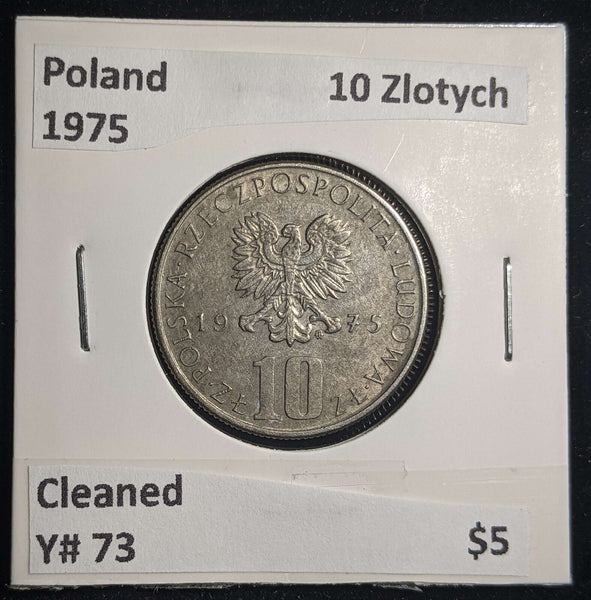 Poland 10 Zlotych
1975
POLSKA · RZECZPOSPOLITA · LUDOWA
19 75
ZŁ 10 ZŁ
Cleaned
Y# 73 $5